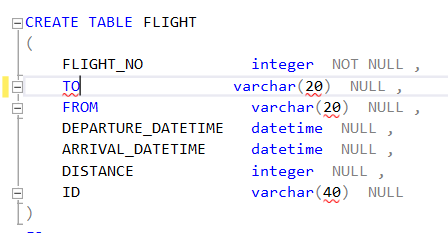 CREATE TABLE FLIGHT
(
FLIGHT_NO integer NOT NULL ,
TO varchar(20) NULL ,
FROM varchar(20) NULL ,
DEPARTURE_DATETIME datetime NULL ,
ARRIVAL_DATETIME datetime NULL ,
DISTANCE integer NULL ,
ID varchar(40) NULL
)